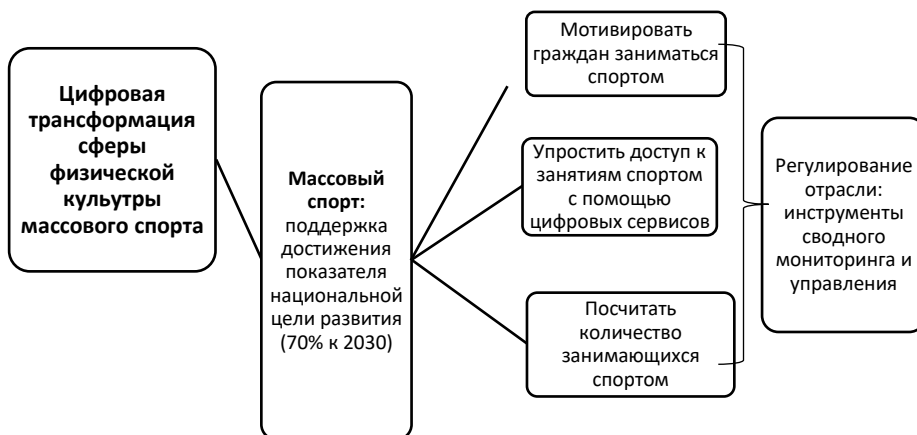 Цифровая
трансформация
сферы
физической
кульутры
массового спорта
Массовый
спорт:
поддержка
достижения
показателя
национальной
цели развития
(70% к 2030)
Мотивировать
граждан заниматься
спортом
Упростить доступ к
занятиям спортом
с помощью
цифровых сервисов
Посчитать
количество
занимающихся
спортом
Регулирование
отрасли:
инструменты
сводного
мониторинга и
управления